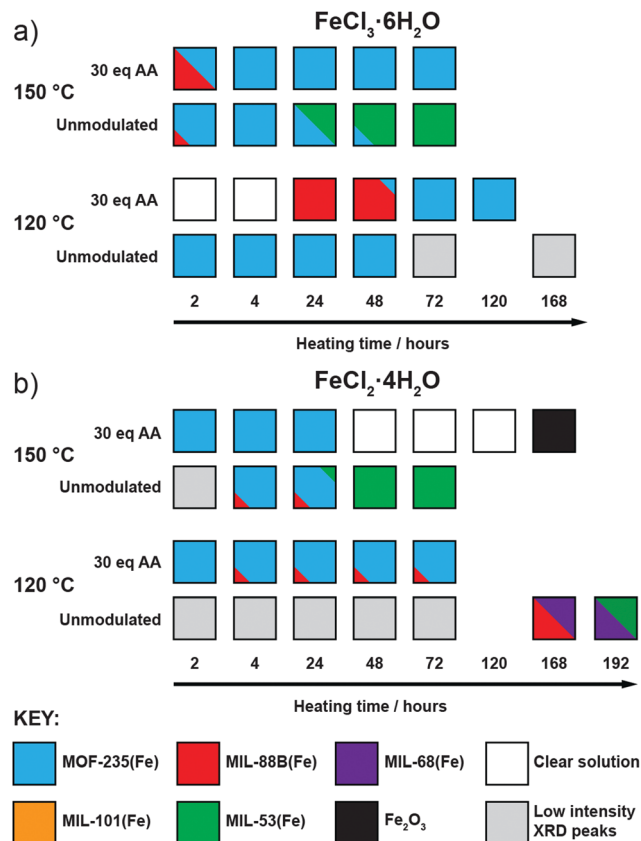 a)
FeCl₃·6H₂O
150 °C
30 eq AA
Unmodulated
120 °C
30 eq AA
Unmodulated
2 4 24 48 72 120 168
Heating time / hours
b)
FeCl₂·4H₂O
150 °C
30 eq AA
Unmodulated
120 °C
30 eq AA
Unmodulated
2 4 24 48 72 120 168 192
Heating time / hours
KEY:
MOF-235(Fe) MIL-88B(Fe) MIL-68(Fe) Clear solution
MIL-101(Fe) MIL-53(Fe) Fe₂O₃ Low intensity
XRD peaks